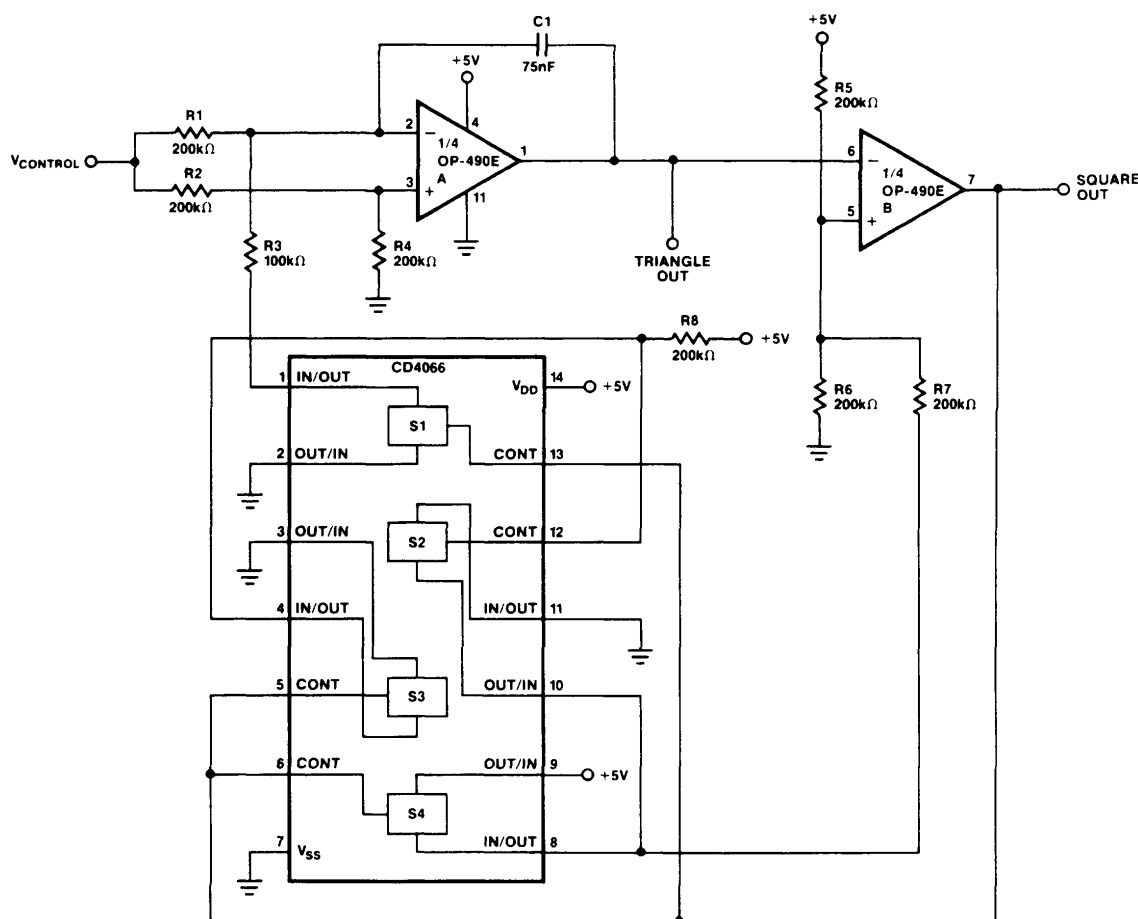 C1
75nF
+5V
+5V
R5
200kΩ
R1
200kΩ
VCONTROL
R2
200kΩ
2
−
4
1/4
OP-490E
A
3
+
11
1
6
−
1/4
OP-490E
B
5
+
7
SQUARE
OUT
R3
100kΩ
R4
200kΩ
TRIANGLE
OUT
R8
200kΩ
+5V
R6
200kΩ
R7
200kΩ
CD4066
1 IN/OUT
VDD 14
+5V
S1
2 OUT/IN
CONT 13
3 OUT/IN
S2
CONT 12
4 IN/OUT
IN/OUT 11
5 CONT
S3
OUT/IN 10
6 CONT
OUT/IN 9
+5V
S4
7 VSS
IN/OUT 8